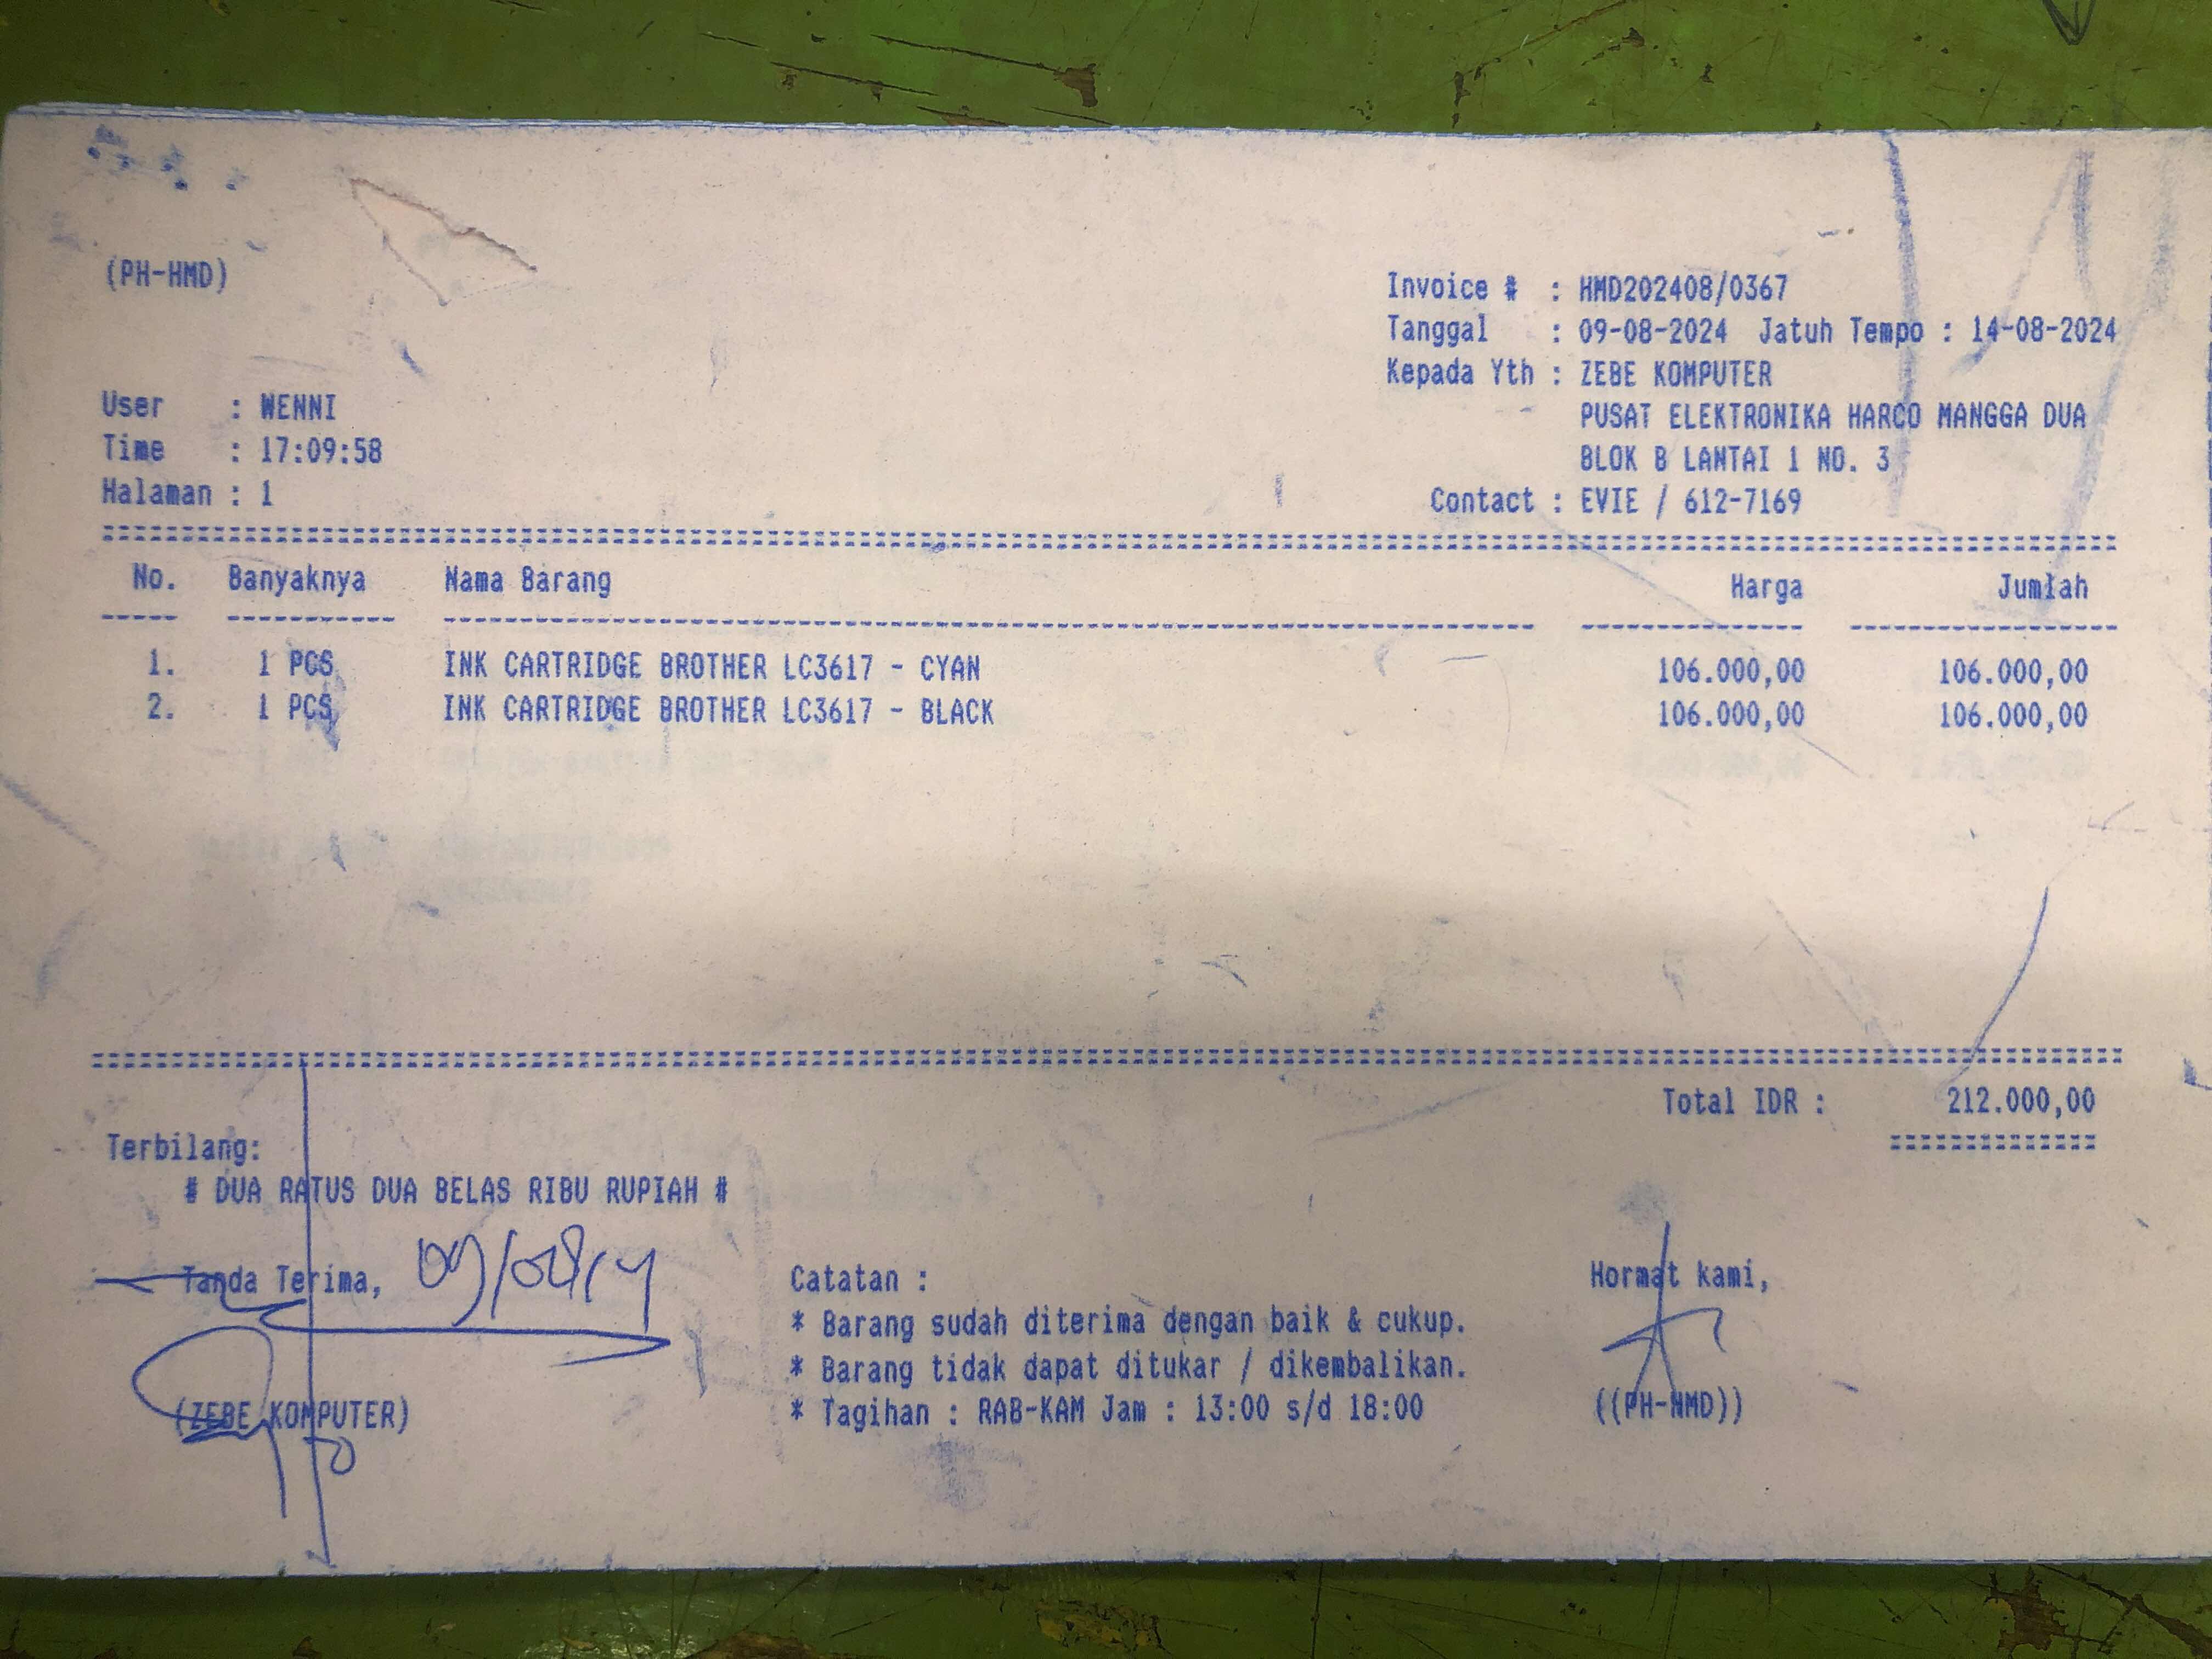 (PH-HMD)
Invoice # : HMD202408/0367
Tanggal : 09-08-2024 Jatuh Tempo : 14-08-2024
Kepada Yth : ZEBE KOMPUTER
PUSAT ELEKTRONIKA HARCO MANGGA DUA
BLOK B LANTAI 1 NO. 3
Contact : EVIE / 612-7169
User : WENNI
Time : 17:09:58
Halaman : 1
No. Banyaknya Nama Barang Harga Jumlah
1. 1 PCS INK CARTRIDGE BROTHER LC3617 - CYAN 106.000,00 106.000,00
2. 1 PCS INK CARTRIDGE BROTHER LC3617 - BLACK 106.000,00 106.000,00
Total IDR : 212.000,00
Terbilang:
# DUA RATUS DUA BELAS RIBU RUPIAH #
Tanda Terima,
(ZEBE KOMPUTER)
Catatan :
* Barang sudah diterima dengan baik & cukup.
* Barang tidak dapat ditukar / dikembalikan.
* Tagihan : RAB-KAM Jam : 13:00 s/d 18:00
Hormat kami,
((PH-HMD))